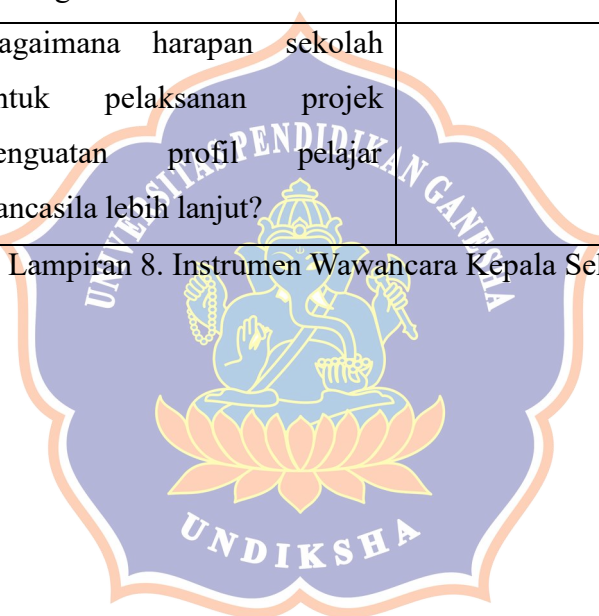 agaimana harapan sekolah
ntuk pelaksanan projek
enguatan profil pelajar
ancasila lebih lanjut?
Lampiran 8. Instrumen Wawancara Kepala Sel
UNIVERSITAS PENDIDIKAN GANESHA
UNDIKSHA